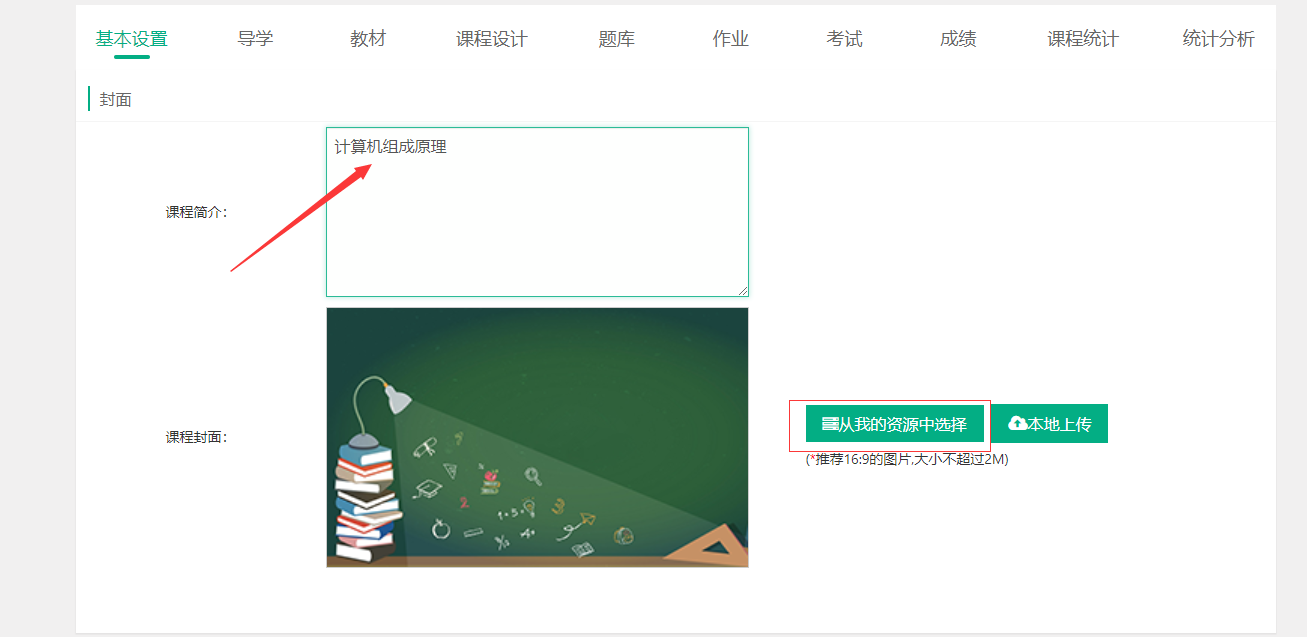 基本设置 导学 教材 课程设计 题库 作业 考试 成绩 课程统计 统计分析
封面
计算机组成原理
课程简介:
课程封面:
从我的资源中选择 本地上传
(*推荐16:9的图片,大小不超过2M)